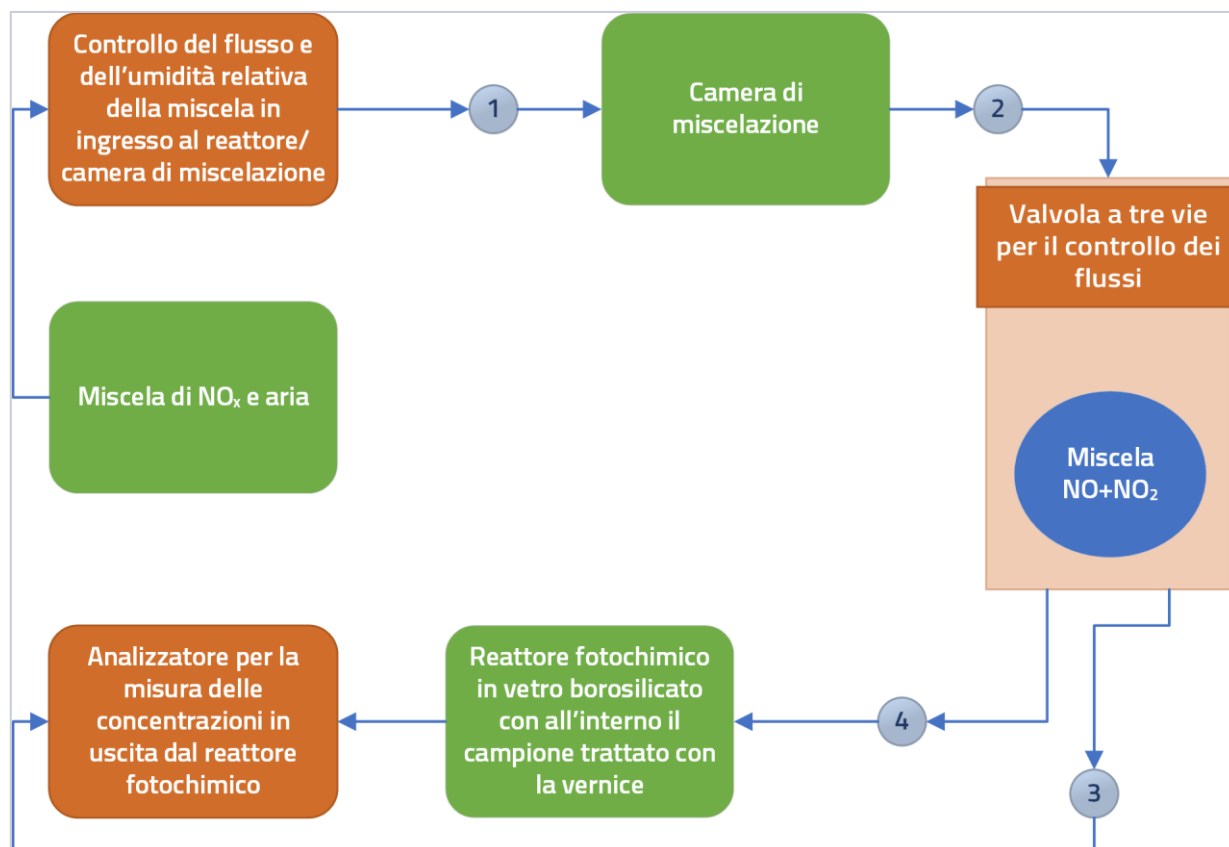 Controllo del flusso e
dell’umidità relativa
della miscela in
ingresso al reattore/
camera di miscelazione
1
Camera di
miscelazione
2
Valvola a tre vie
per il controllo dei
flussi
Miscela di NOₓ e aria
Miscela
NO+NO₂
Analizzatore per la
misura delle
concentrazioni in
uscita dal reattore
fotochimico
Reattore fotochimico
in vetro borosilicato
con all’interno il
campione trattato con
la vernice
4
3